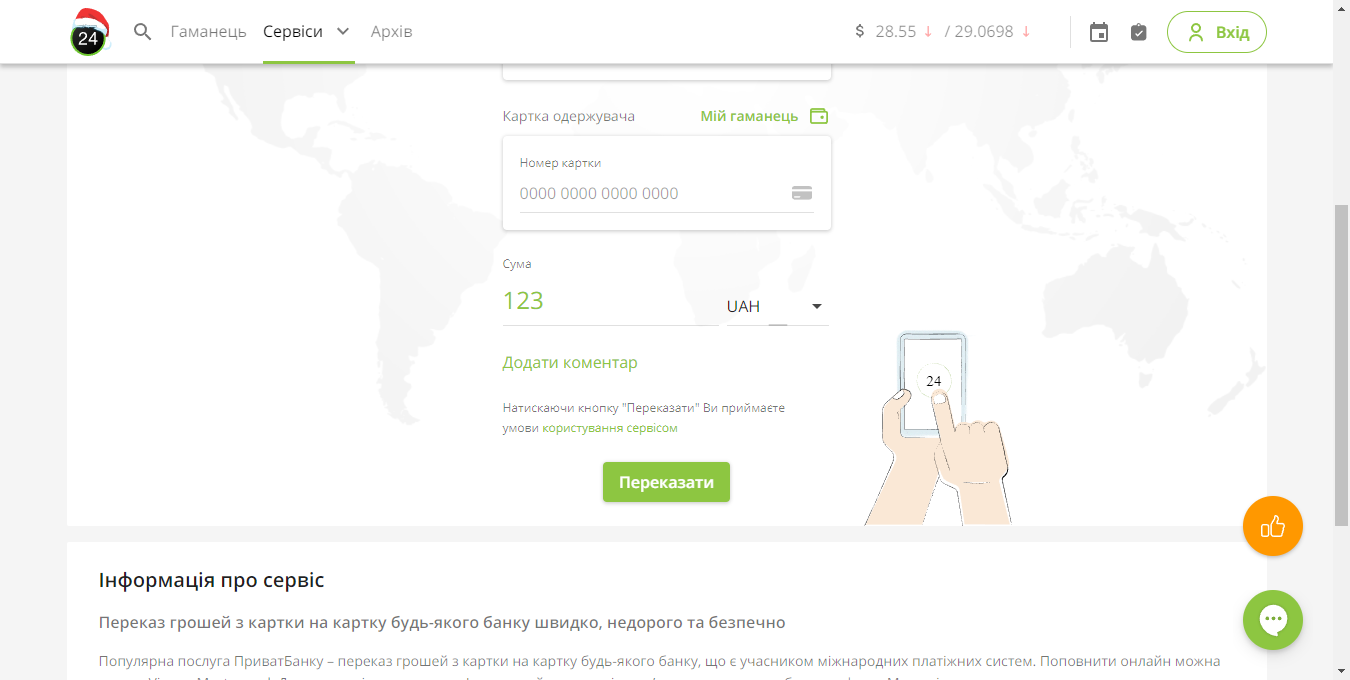 24
Гаманець Сервіси Архів
$ 28.55 ↓ / 29.0698 ↓
Вхід
Картка одержувача Мій гаманець
Номер картки
0000 0000 0000 0000
Сума
123 UAH
Додати коментар
24
Натискаючи кнопку "Переказати" Ви приймаєте
умови користування сервісом
Переказати
Інформація про сервіс
Переказ грошей з картки на картку будь-якого банку швидко, недорого та безпечно
Популярна послуга ПриватБанку – переказ грошей з картки на картку будь-якого банку, що є учасником міжнародних платіжних систем. Поповнити онлайн можна